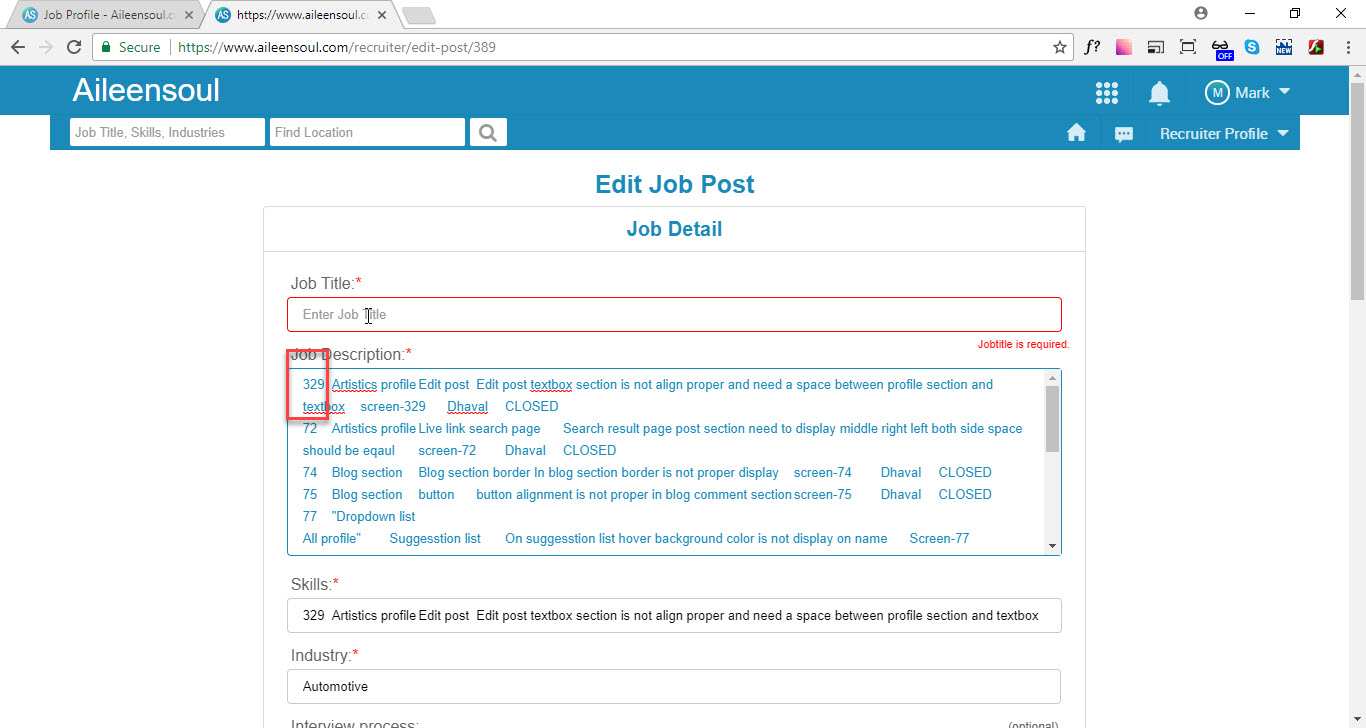 Job Profile - Aileensoul.c
https://www.aileensoul.c
Secure
https://www.aileensoul.com/recruiter/edit-post/389
f?
OFF
NEW
Aileensoul
M Mark
Job Title, Skills, Industries
Find Location
Recruiter Profile
Edit Job Post
Job Detail
Job Title:*
Enter Job Title
Jobtitle is required.
Job Description:*
329 Artistics profile Edit post Edit post textbox section is not align proper and need a space between profile section and
textbox screen-329 Dhaval CLOSED
72 Artistics profile Live link search page Search result page post section need to display middle right left both side space
should be eqaul screen-72 Dhaval CLOSED
74 Blog section Blog section border In blog section border is not proper display screen-74 Dhaval CLOSED
75 Blog section button button alignment is not proper in blog comment section screen-75 Dhaval CLOSED
77 "Dropdown list
All profile" Suggesstion list On suggesstion list hover background color is not display on name Screen-77
Skills:*
329 Artistics profile Edit post Edit post textbox section is not align proper and need a space between profile section and textbox
Industry:*
Automotive
Interview process:
(optional)